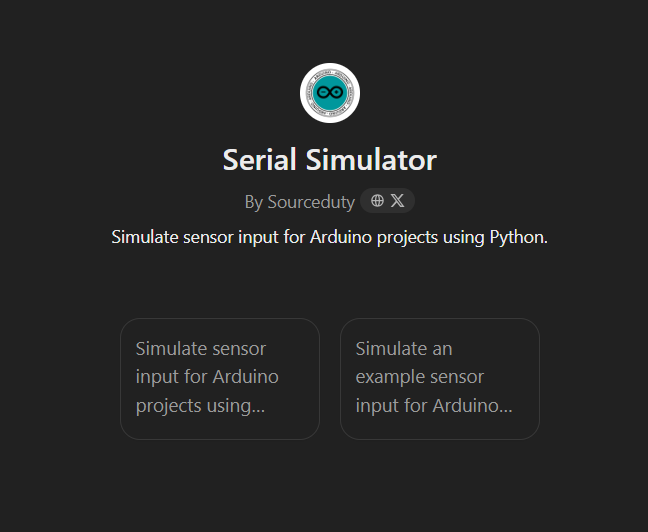 Serial Simulator
By Sourceduty
Simulate sensor input for Arduino projects using Python.
Simulate sensor
input for Arduino
projects using...
Simulate an
example sensor
input for Arduino...